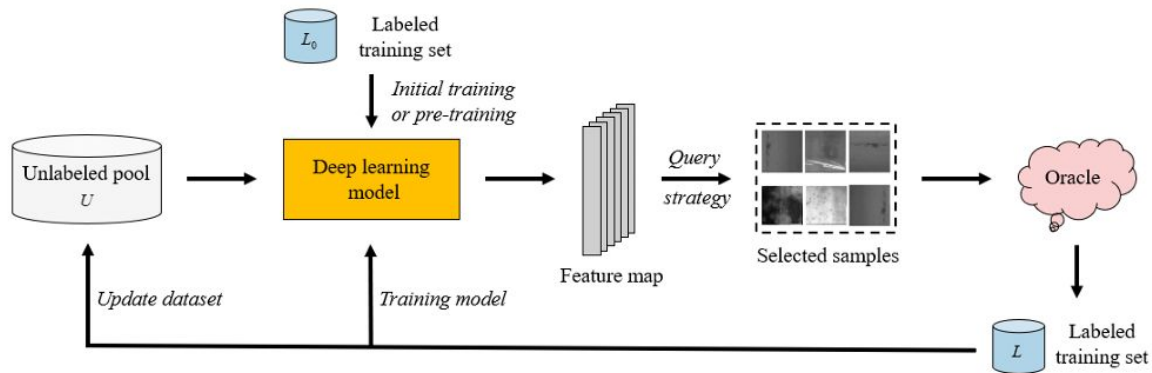 L₀
Labeled
training set
Initial training
or pre-training
Unlabeled pool
U
Deep learning
model
Query
strategy
Oracle
Feature map
Selected samples
Update dataset
Training model
L
Labeled
training set